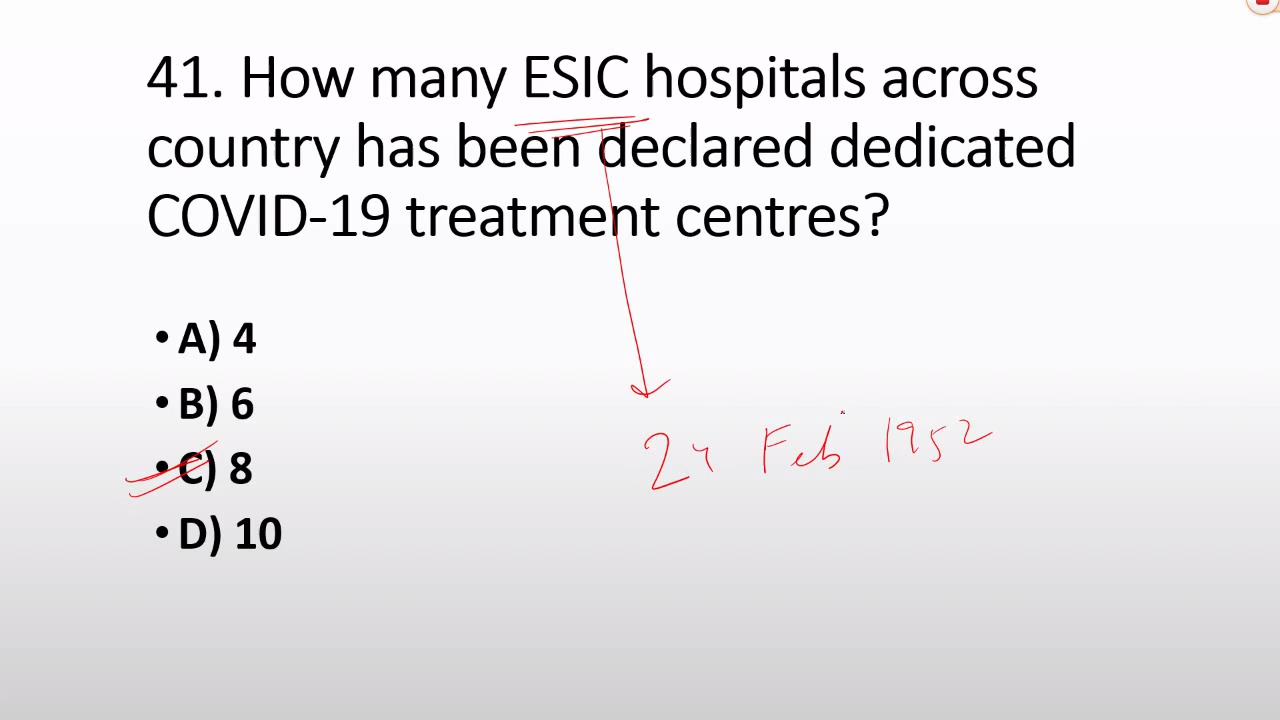 41. How many ESIC hospitals across
country has been declared dedicated
COVID-19 treatment centres?
• A) 4
• B) 6
• C) 8
• D) 10
24 Feb 1952